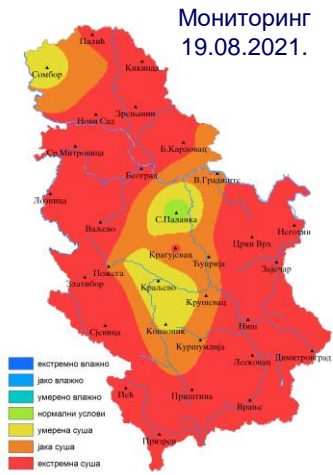 Мониторинг
19.08.2021.
Палић
Сомбор
Кикинда
Зрењанин
Нови Сад
Б.Карловац
Ср.Митровица
Београд
В.Градиште
Лозница
С.Паланка
Ваљево
Неготин
Црни Врх
Крагујевац
Ћуприја
Зајечар
Пожега
Златибор
Краљево
Крушевац
Сјеница
Копаоник
Ниш
Куршумлија
Димитровград
Лесковац
Пећ
Приштина
Врање
Призрен
екстремно влажно
јако влажно
умерено влажно
нормални услови
умерена суша
јака суша
екстремна суша